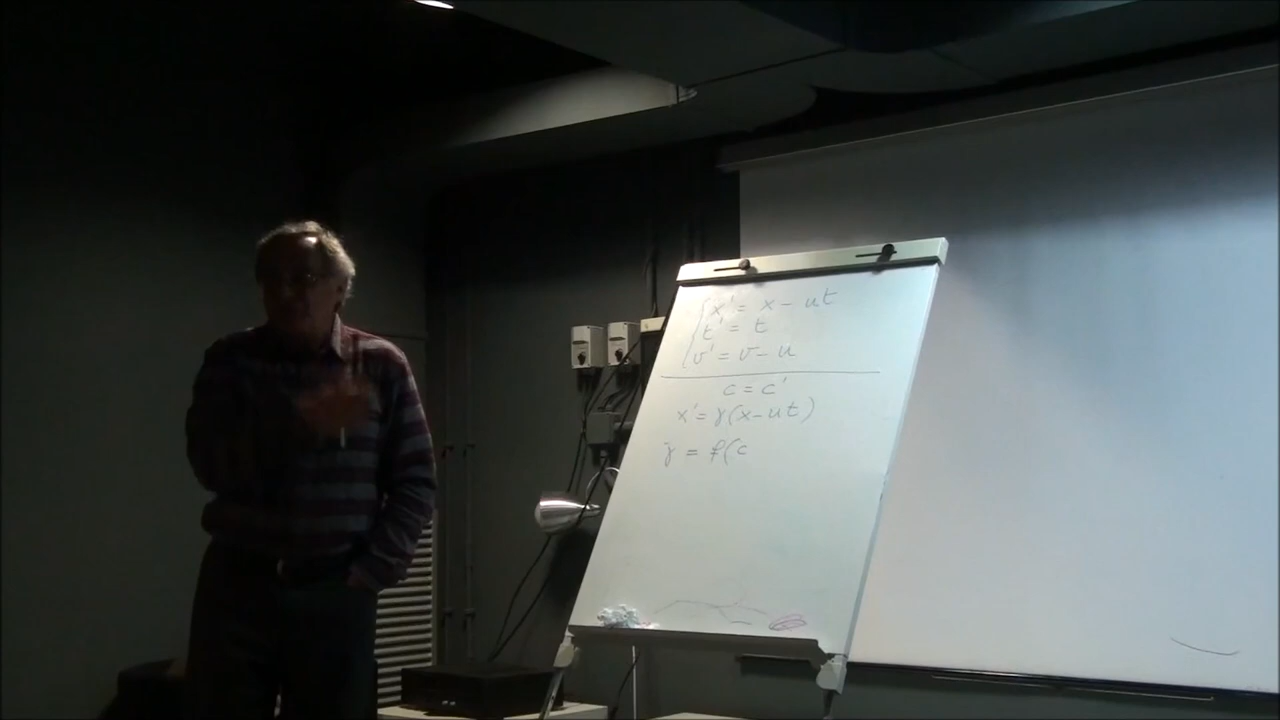 x' = x - ut
t' = t
v' = v - u
c = c'
x' = γ(x - ut)
γ = f(c